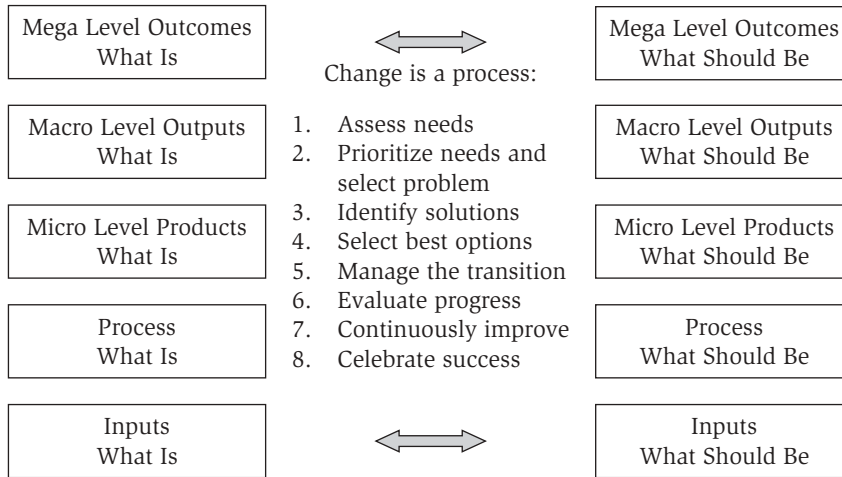 Mega Level Outcomes
What Is
Macro Level Outputs
What Is
Micro Level Products
What Is
Process
What Is
Inputs
What Is
Change is a process:
1. Assess needs
2. Prioritize needs and
select problem
3. Identify solutions
4. Select best options
5. Manage the transition
6. Evaluate progress
7. Continuously improve
8. Celebrate success
Mega Level Outcomes
What Should Be
Macro Level Outputs
What Should Be
Micro Level Products
What Should Be
Process
What Should Be
Inputs
What Should Be